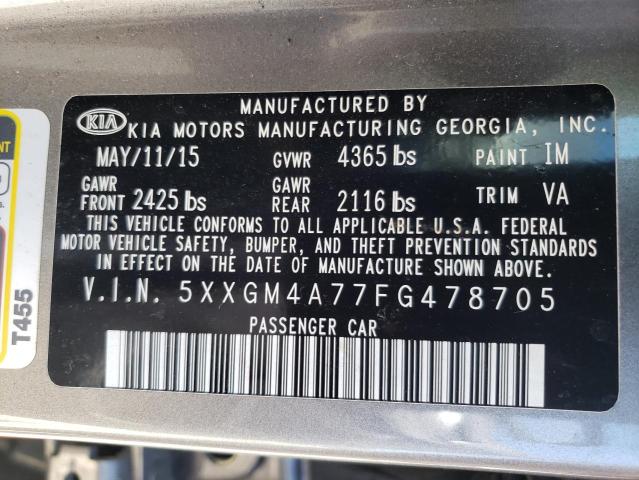 MANUFACTURED BY
KIA KIA MOTORS MANUFACTURING GEORGIA, INC.
MAY/11/15 GVWR 4365 lbs PAINT IM
GAWR FRONT 2425 lbs GAWR REAR 2116 lbs TRIM VA
THIS VEHICLE CONFORMS TO ALL APPLICABLE U.S.A. FEDERAL
MOTOR VEHICLE SAFETY, BUMPER, AND THEFT PREVENTION STANDARDS
IN EFFECT ON THE DATE OF MANUFACTURE SHOWN ABOVE.
V.I.N. 5XXGM4A77FG478705
PASSENGER CAR
T455